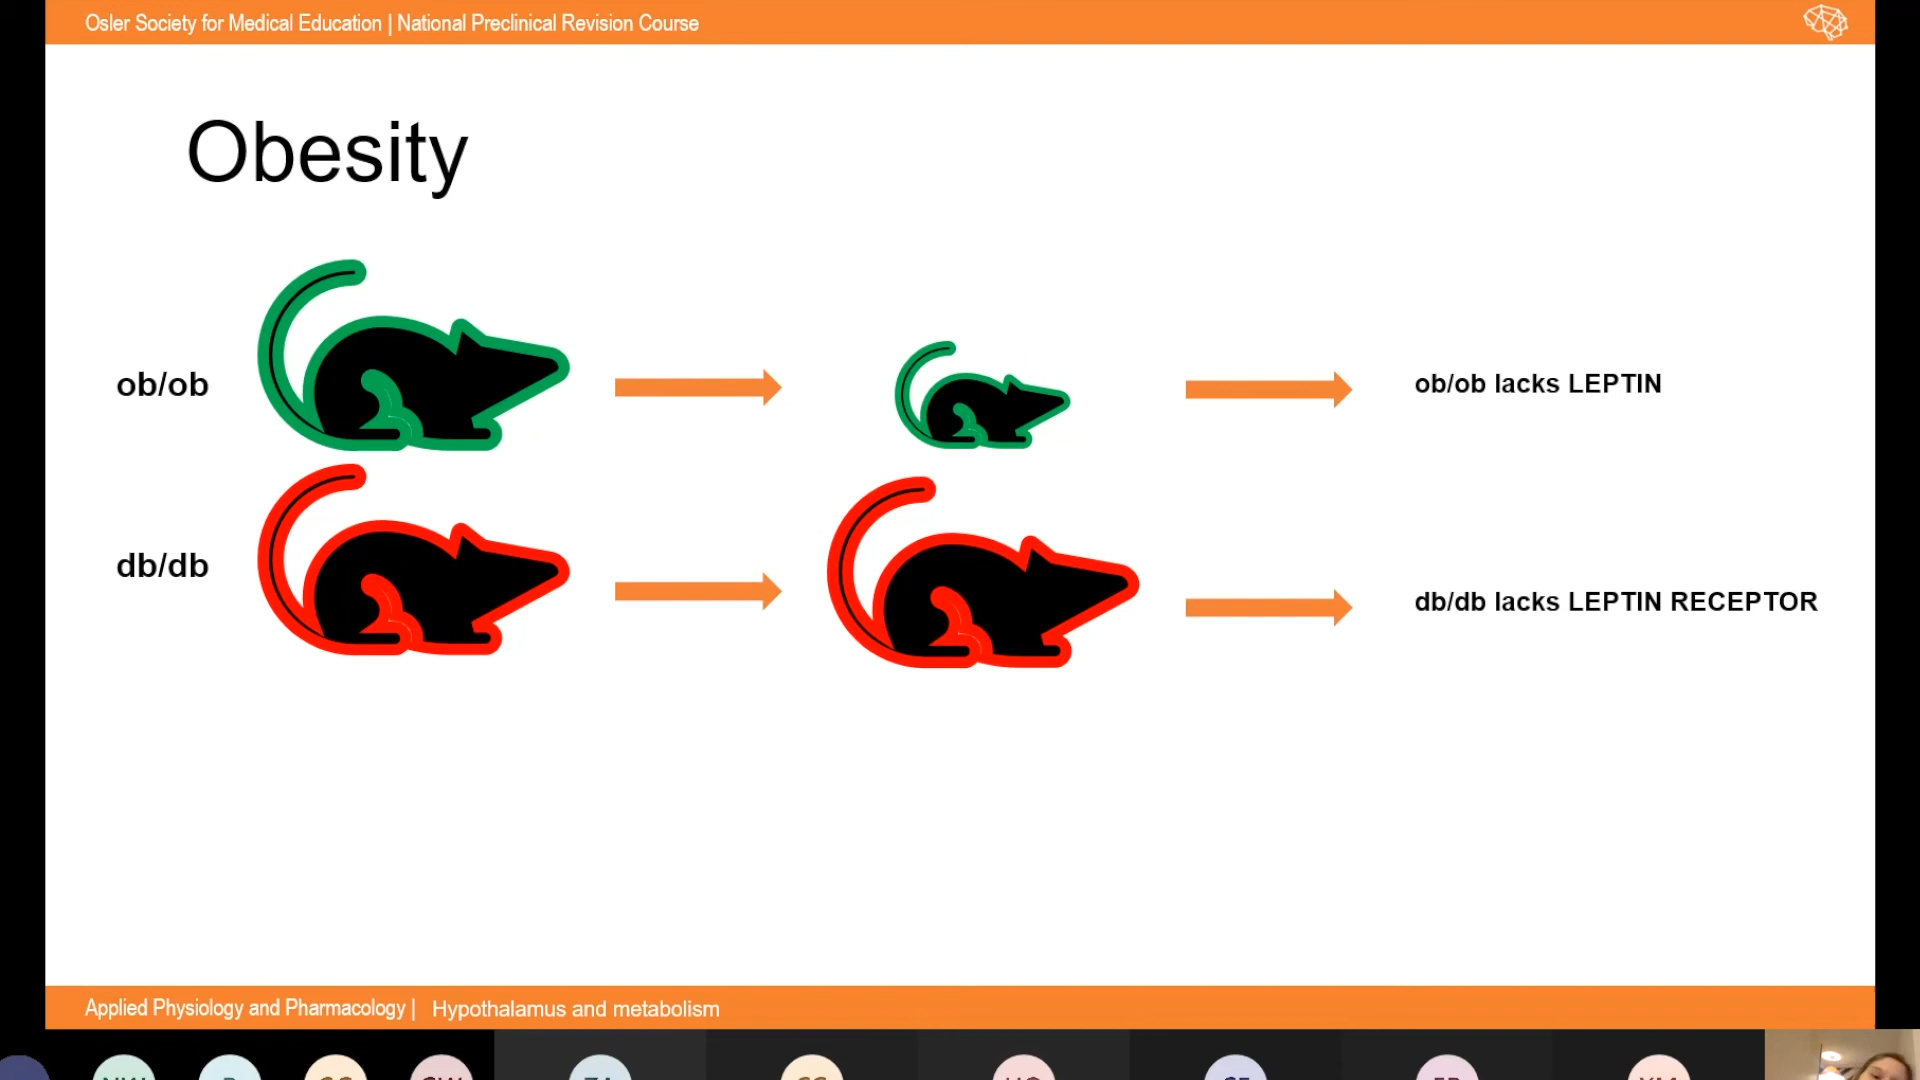 Osler Society for Medical Education | National Preclinical Revision Course
Obesity
ob/ob
ob/ob lacks LEPTIN
db/db
db/db lacks LEPTIN RECEPTOR
Applied Physiology and Pharmacology | Hypothalamus and metabolism